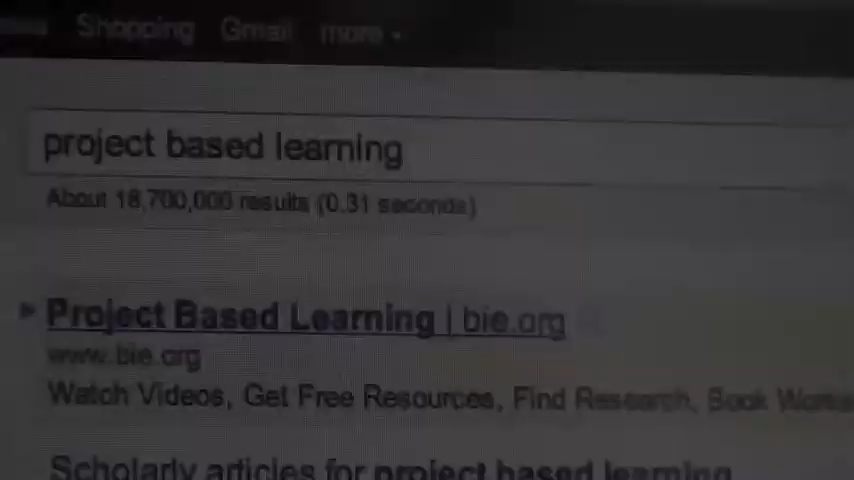 Shopping Gmail more
project based learning
About 18,700,000 results (0.31 seconds)
Project Based Learning | bie.org
www.bie.org
Watch Videos, Get Free Resources, Find Research, Book
Scholarly articles for project based learning